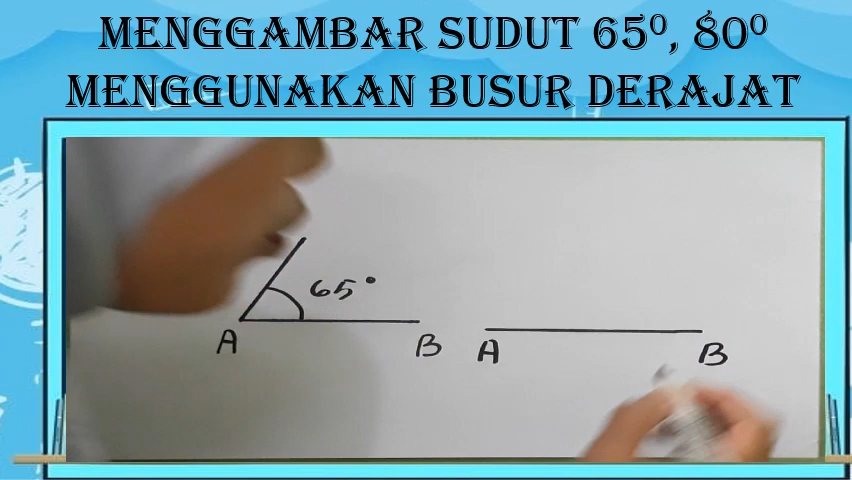 MENGGAMBAR SUDUT 65⁰, 80⁰
MENGGUNAKAN BUSUR DERAJAT
65°
A B A B